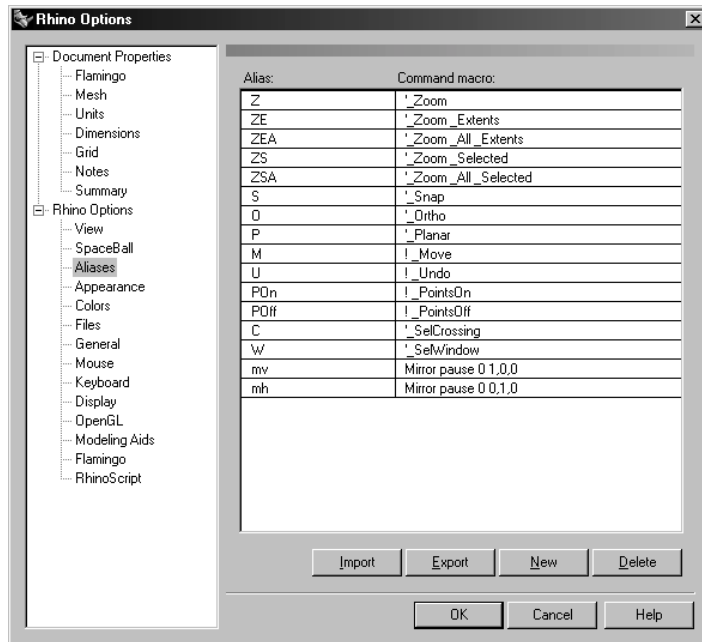 Rhino Options
Document Properties
Flamingo
Mesh
Units
Dimensions
Grid
Notes
Summary
Rhino Options
View
SpaceBall
Aliases
Appearance
Colors
Files
General
Mouse
Keyboard
Display
OpenGL
Modeling Aids
Flamingo
RhinoScript
Alias: Command macro:
Z '_Zoom
ZE '_Zoom _Extents
ZEA '_Zoom _All _Extents
ZS '_Zoom _Selected
ZSA '_Zoom _All _Selected
S '_Snap
O '_Ortho
P '_Planar
M ! _Move
U ! _Undo
POn ! _PointsOn
POff ! _PointsOff
C '_SelCrossing
W '_SelWindow
mv Mirror pause 0 1,0,0
mh Mirror pause 0 0,1,0
Import Export New Delete
OK Cancel Help